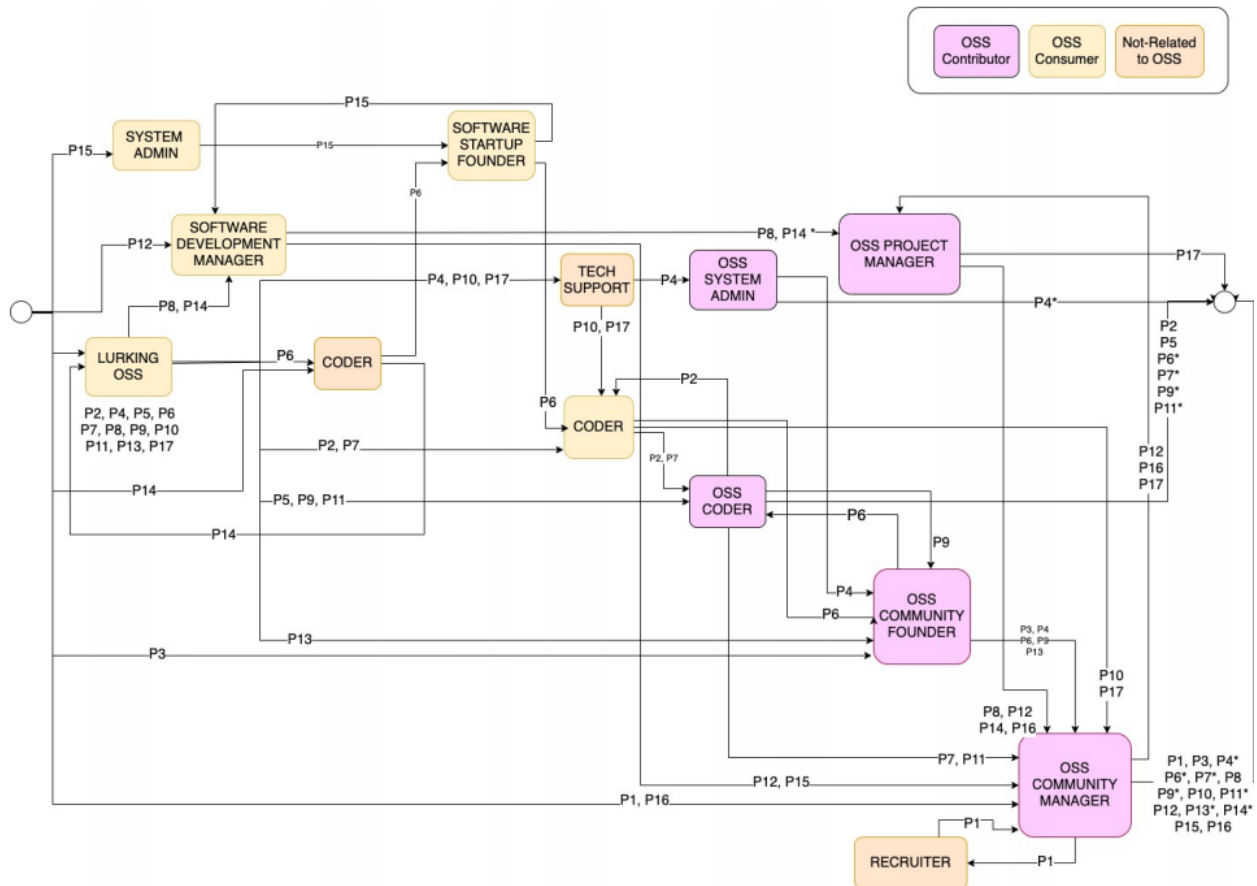 OSS
Contributor
OSS
Consumer
Not-Related
to OSS
P15
SYSTEM
ADMIN
P15
SOFTWARE
STARTUP
FOUNDER
P15
P6
P12
SOFTWARE
DEVELOPMENT
MANAGER
P8, P14 *
OSS PROJECT
MANAGER
P17
P8, P14
P4, P10, P17
TECH
SUPPORT
P4
OSS
SYSTEM
ADMIN
P4*
P10, P17
P2
P5
P6*
P7*
P9*
P11*
LURKING
OSS
P6
CODER
P2, P4, P5, P6
P7, P8, P9, P10
P11, P13, P17
P2
P6
CODER
P2, P7
P2, P7
P12
P16
P17
P14
P5, P9, P11
OSS
CODER
P6
P14
P9
P4
P6
OSS
COMMUNITY
FOUNDER
P13
P3
P3, P4
P6, P9
P13
P10
P17
P8, P12
P14, P16
P7, P11
P12, P15
P1, P16
OSS
COMMUNITY
MANAGER
P1, P3, P4*
P6*, P7*, P8
P9*, P10, P11*
P12, P13*, P14*
P15, P16
P1
RECRUITER
P1